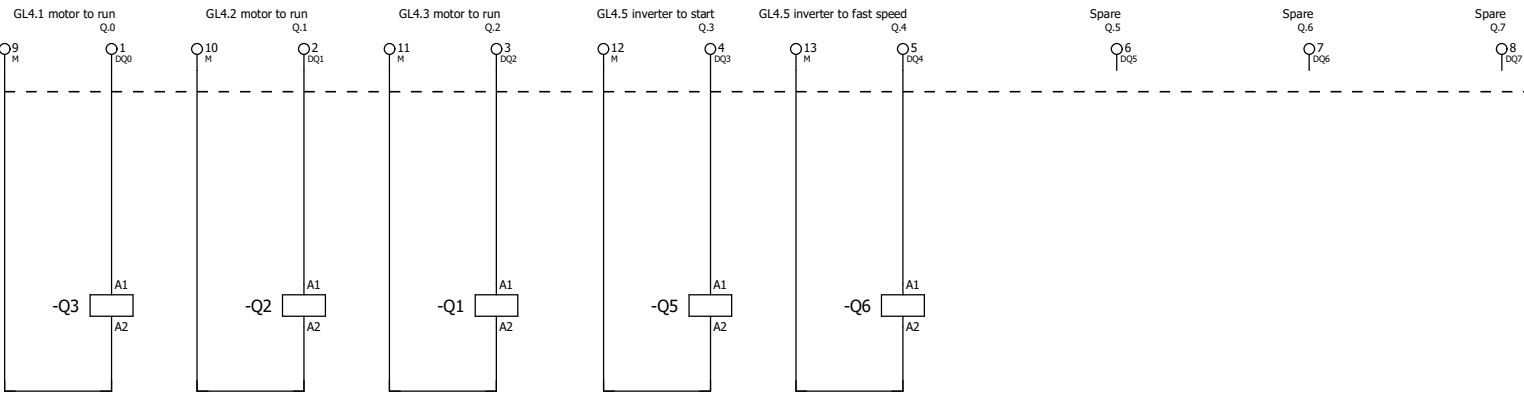 GL4.1 motor to run GL4.2 motor to run GL4.3 motor to run GL4.5 inverter to start GL4.5 inverter to fast speed Spare Spare Spare
Q.0 Q.1 Q.2 Q.3 Q.4 Q.5 Q.6 Q.7
9 1 10 2 11 3 12 4 13 5 6 7 8
M DQ0 M DQ1 M DQ2 M DQ3 M DQ4 DQ5 DQ6 DQ7
A1 A1 A1 A1 A1
-Q3 -Q2 -Q1 -Q5 -Q6
A2 A2 A2 A2 A2